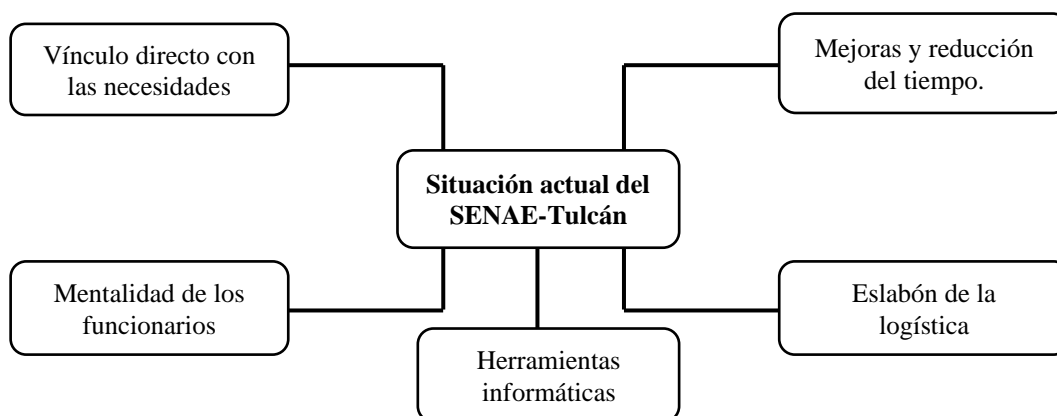 Vínculo directo con
las necesidades
Mejoras y reducción
del tiempo.
Situación actual del
SENAE-Tulcán
Mentalidad de los
funcionarios
Eslabón de la
logística
Herramientas
informáticas